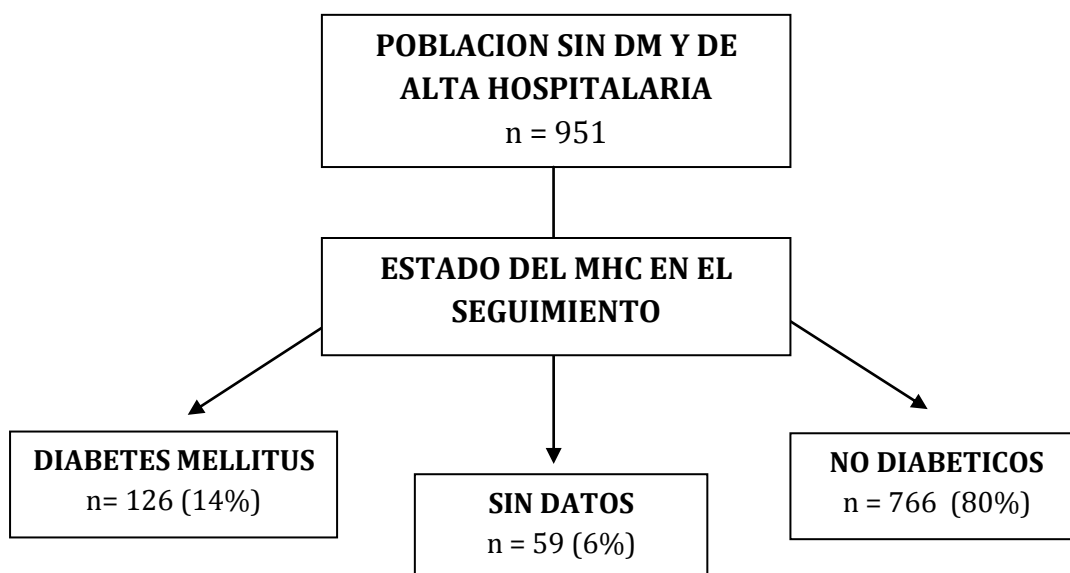 POBLACION SIN DM Y DE
ALTA HOSPITALARIA
n = 951
ESTADO DEL MHC EN EL
SEGUIMIENTO
DIABETES MELLITUS
n= 126 (14%)
SIN DATOS
n = 59 (6%)
NO DIABETICOS
n = 766 (80%)